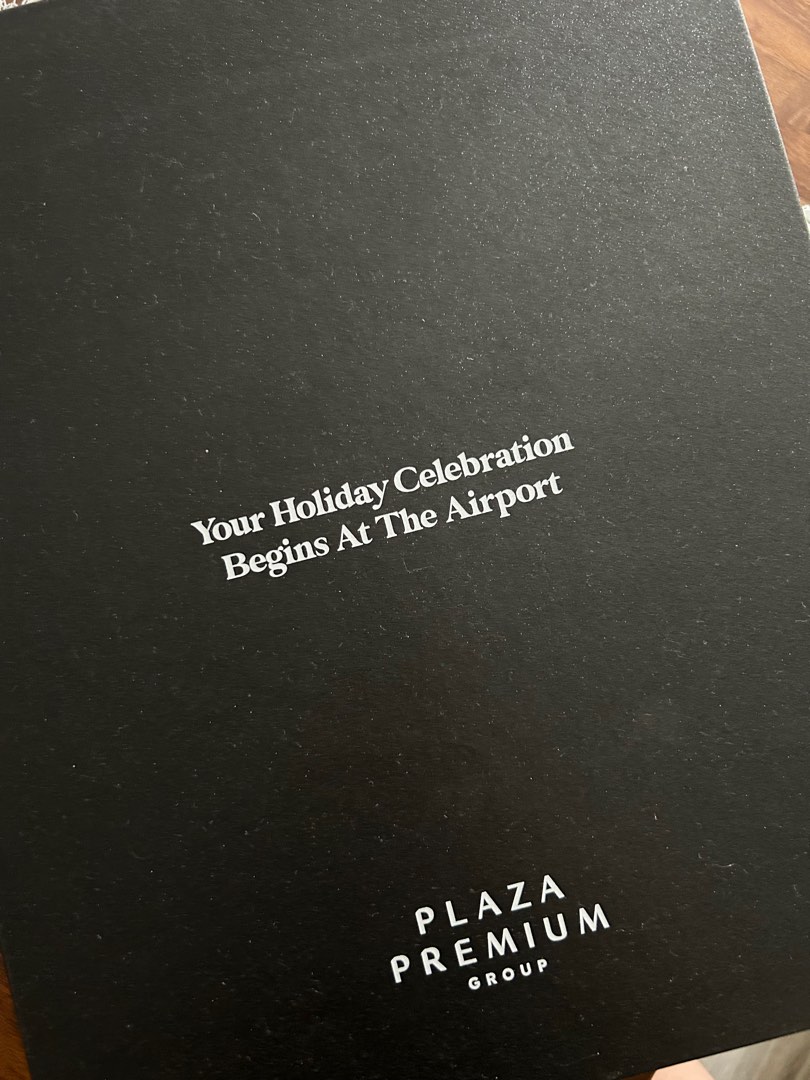 Your Holiday Celebration
Begins At The Airport
PLAZA
PREMIUM
GROUP